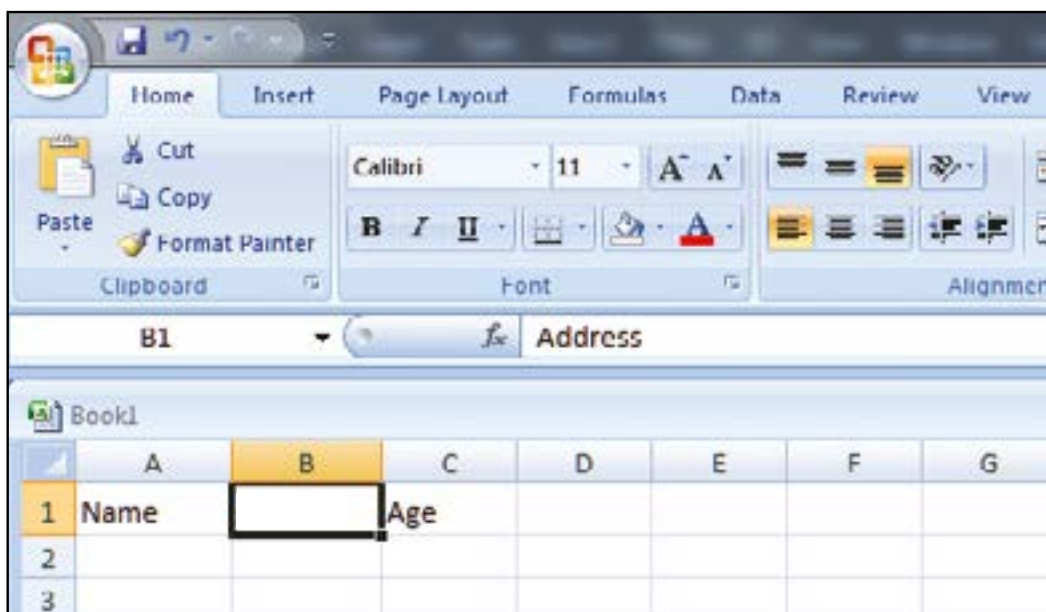 Home Insert Page Layout Formulas Data Review View
Cut
Copy
Paste
Format Painter
Clipboard
Calibri 11 A A
B I U A
Font
Alignmen
B1 fx Address
Book1
A B C D E F G
1 Name Age
2
3